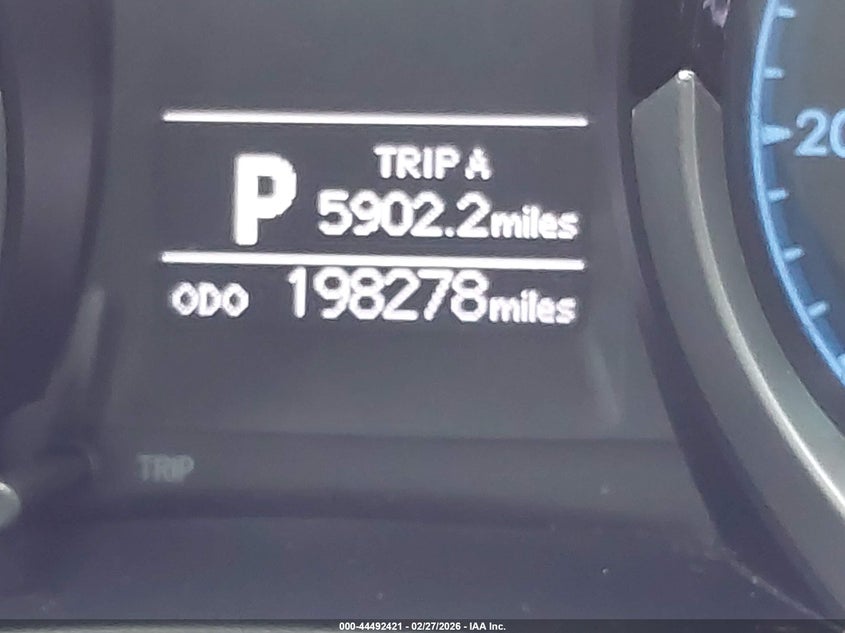 TRIP A
P 5902.2miles
ODO 198278miles
TRIP
20
000-44492421 - 02/27/2026 - IAA Inc.